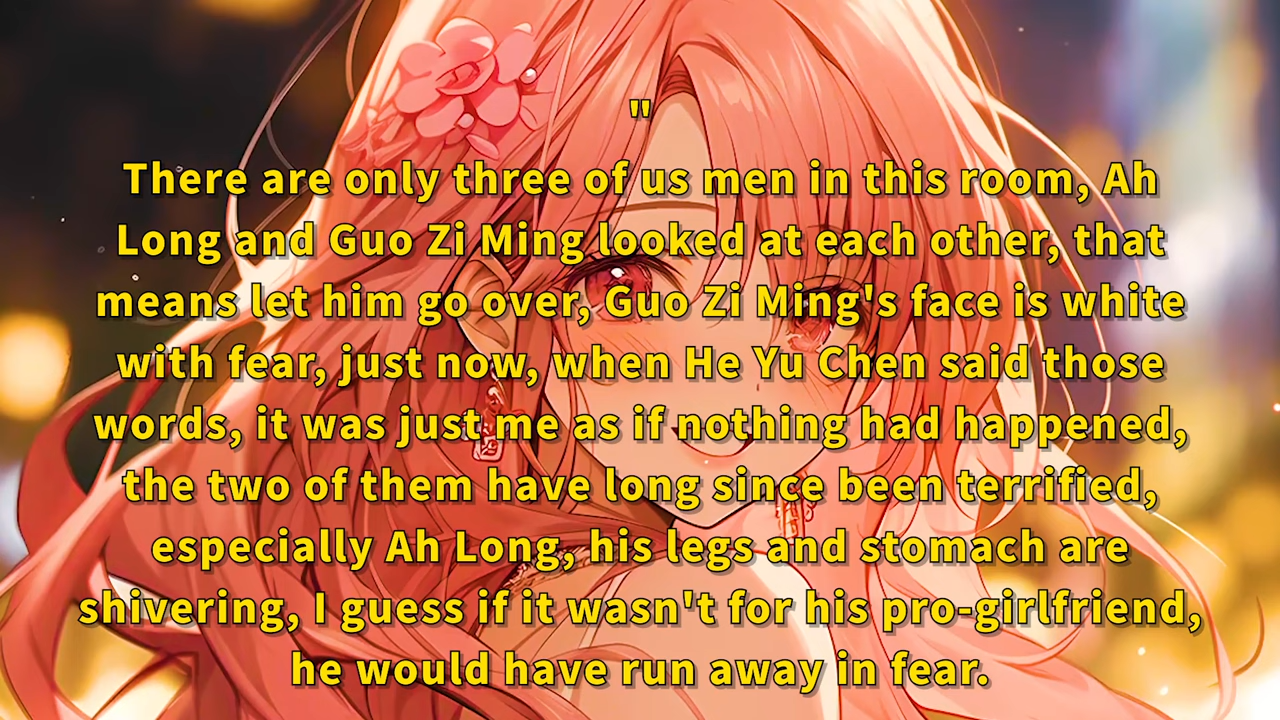 "
There are only three of us men in this room, Ah
Long and Guo Zi Ming looked at each other, that
means let him go over, Guo Zi Ming's face is white
with fear, just now, when He Yu Chen said those
words, it was just me as if nothing had happened,
the two of them have long since been terrified,
especially Ah Long, his legs and stomach are
shivering, I guess if it wasn't for his pro-girlfriend,
he would have run away in fear.